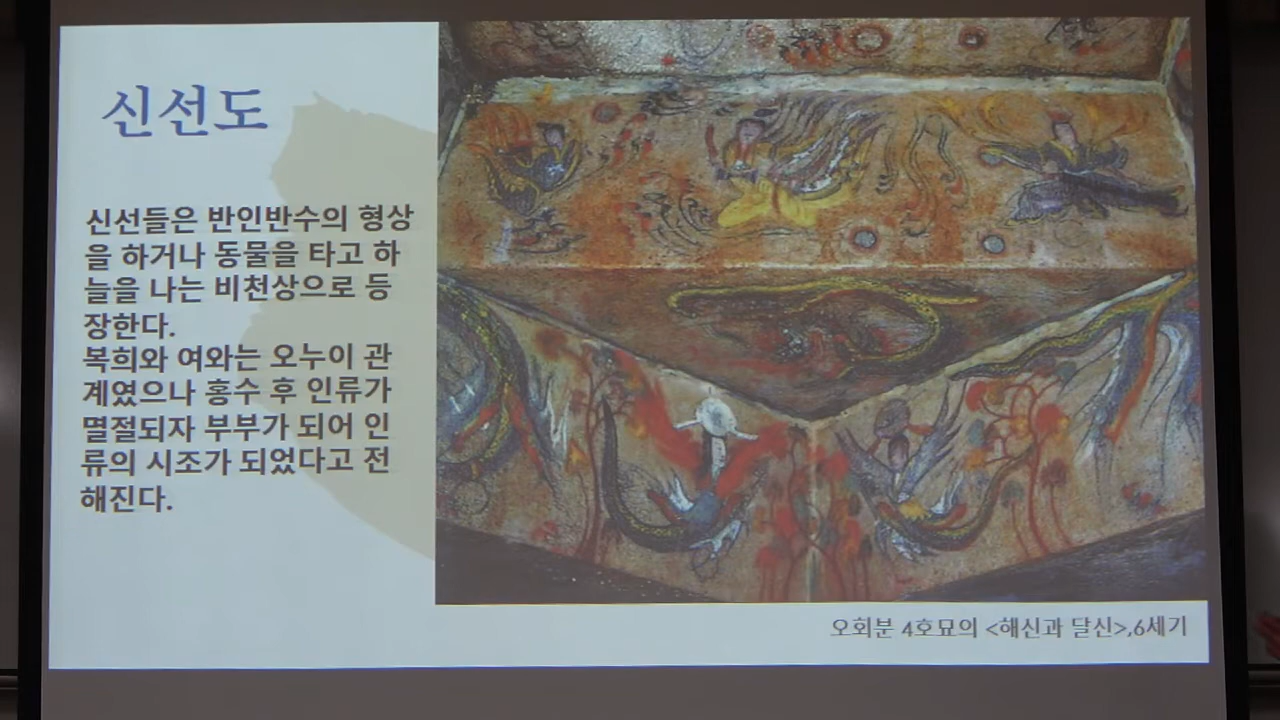 신선도
신선들은 반인반수의 형상
을 하거나 동물을 타고 하
늘을 나는 비천상으로 등
장한다.
복희와 여와는 오누이 관
계였으나 홍수 후 인류가
멸절되자 부부가 되어 인
류의 시조가 되었다고 전
해진다.
오회분 4호묘의 <해신과 달신>,6세기